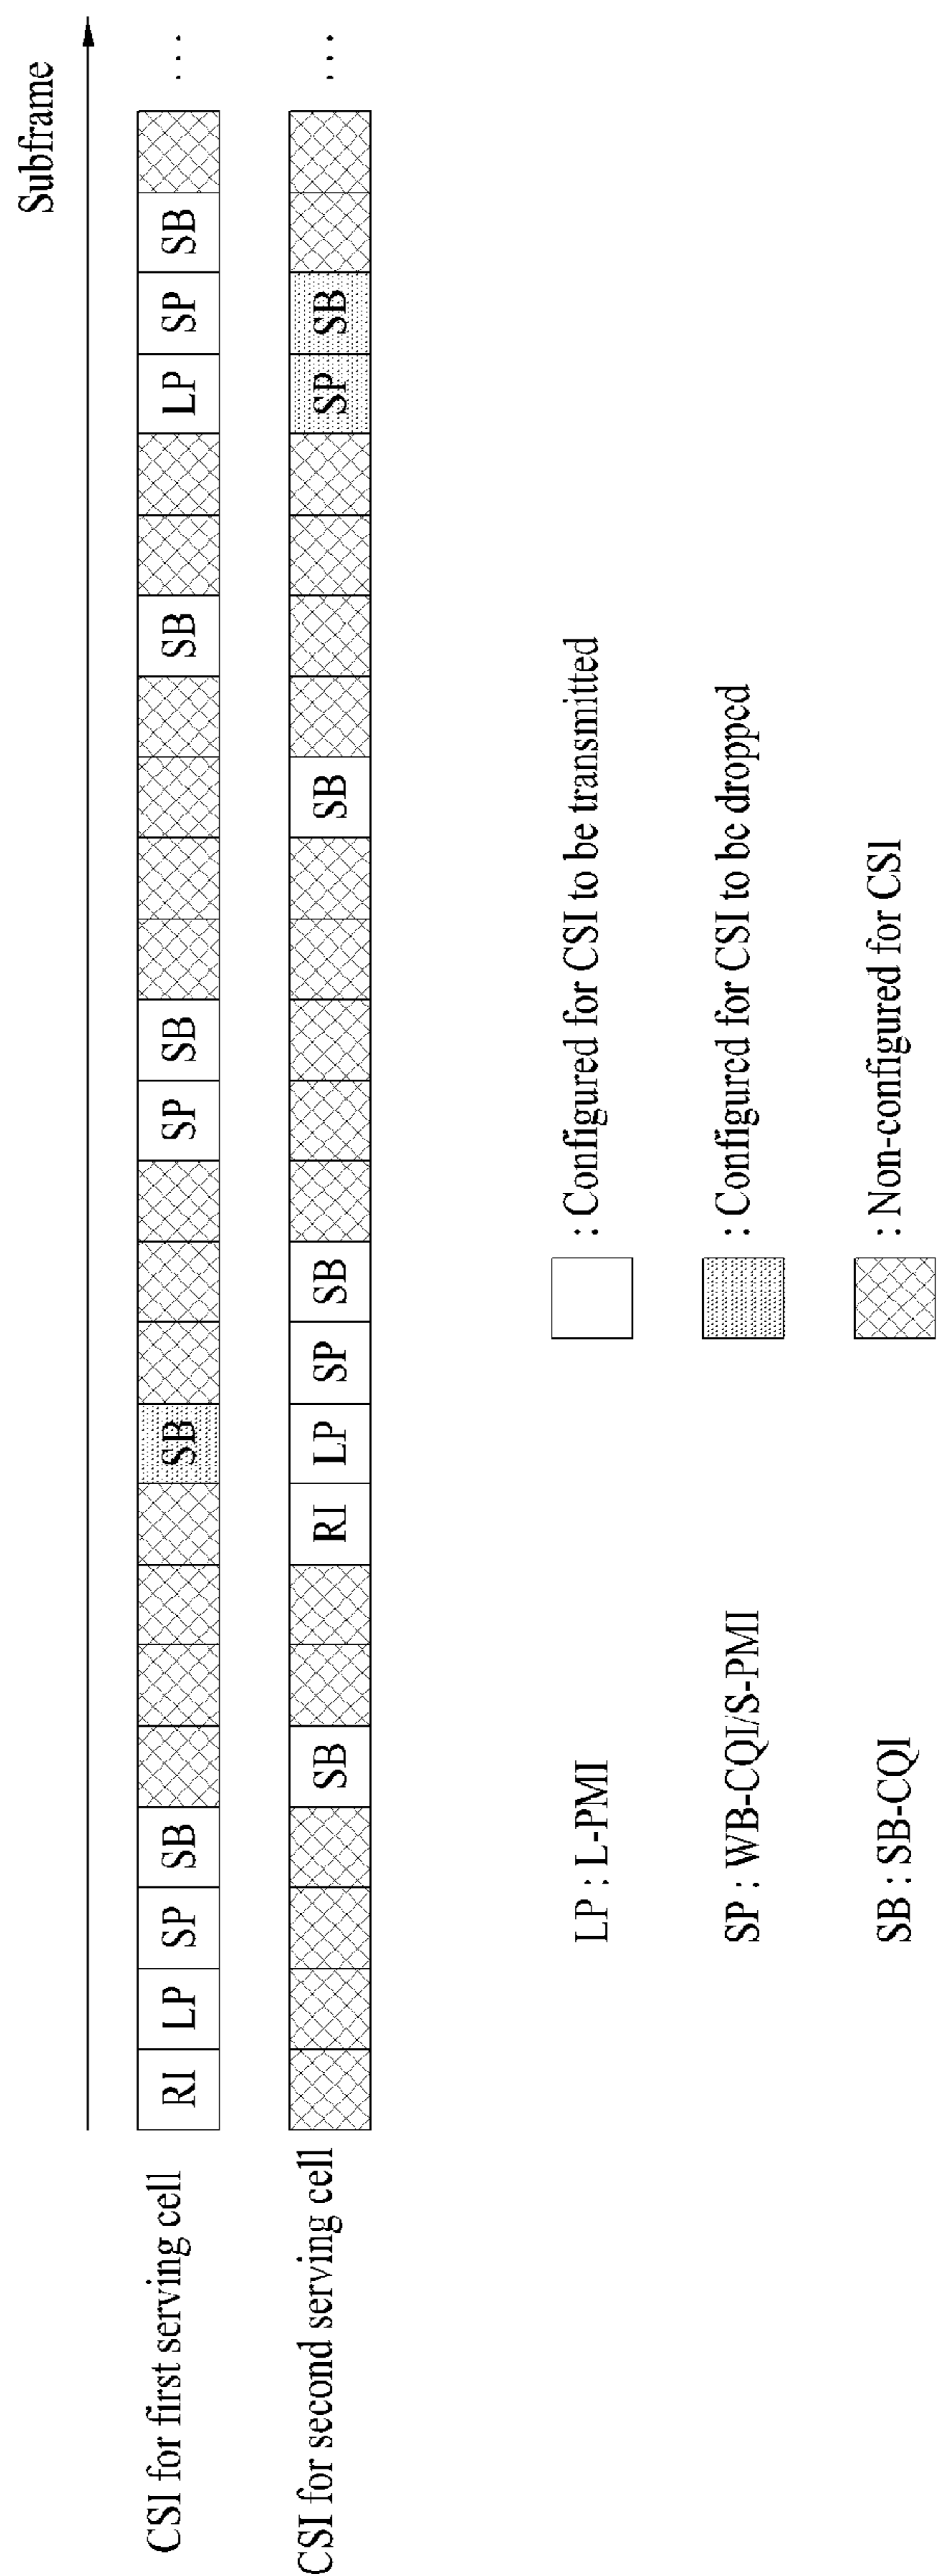 Subframe
CSI for first serving cell RI LP SP SB SB SP SB SB LP SP SB ...
CSI for second serving cell SB RI LP SP SB SB SP SB ...
LP : L-PMI : Configured for CSI to be transmitted
SP : WB-CQI/S-PMI : Configured for CSI to be dropped
SB : SB-CQI : Non-configured for CSI